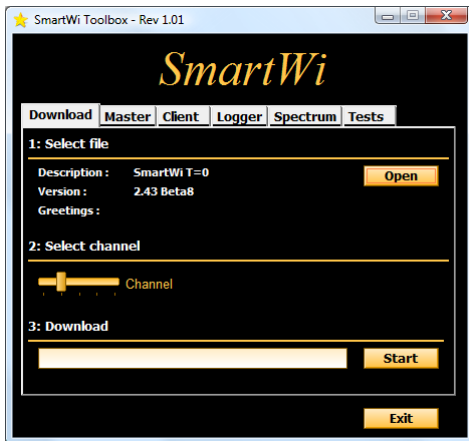 SmartWi Toolbox - Rev 1.01
SmartWi
Download Master Client Logger Spectrum Tests
1: Select file
Description : SmartWi T=0 Open
Version : 2.43 Beta8
Greetings :
2: Select channel
Channel
3: Download
Start
Exit